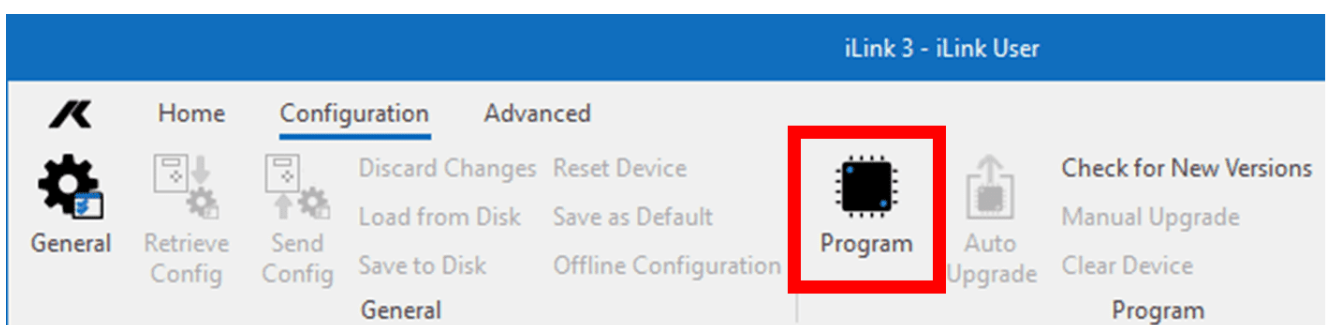 iLink 3 - iLink User
Home Configuration Advanced
General
Retrieve
Config
Send
Config
Discard Changes
Load from Disk
Save to Disk
Reset Device
Save as Default
Offline Configuration
General
Program
Auto
Upgrade
Check for New Versions
Manual Upgrade
Clear Device
Program